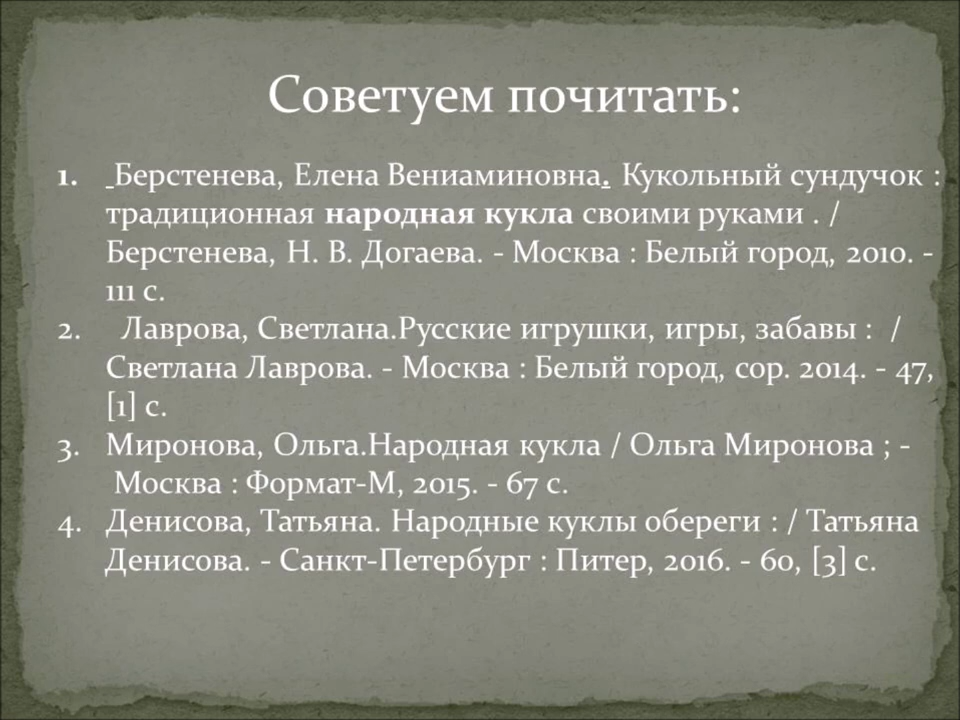 Советуем почитать:
1. Берстенева, Елена Вениаминовна. Кукольный сундучок :
традиционная народная кукла своими руками . /
Берстенева, Н. В. Догаева. - Москва : Белый город, 2010. -
111 с.
2. Лаврова, Светлана.Русские игрушки, игры, забавы : /
Светлана Лаврова. - Москва : Белый город, cop. 2014. - 47,
[1] с.
3. Миронова, Ольга.Народная кукла / Ольга Миронова ; -
Москва : Формат-М, 2015. - 67 с.
4. Денисова, Татьяна. Народные куклы обереги : / Татьяна
Денисова. - Санкт-Петербург : Питер, 2016. - 60, [3] с.